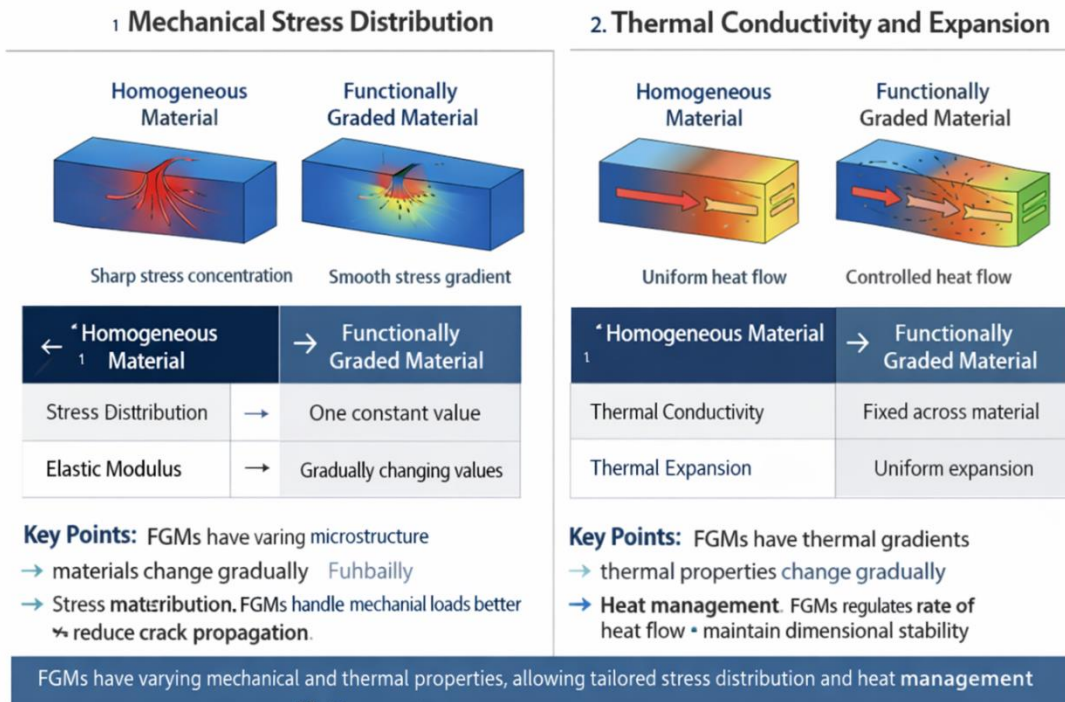 1 Mechanical Stress Distribution
Homogeneous
Material
Functionally
Graded Material
Sharp stress concentration
Smooth stress gradient
← ‘Homogeneous
1 Material
→ Functionally
Graded Material
Stress Disttribution → One constant value
Elastic Modulus → Gradually changing values
Key Points: FGMs have varing microstructure
→ materials change gradually Fuhbailly
→ Stress materibution. FGMs handle mechanial loads better
reduce crack propagation.
2. Thermal Conductivity and Expansion
Homogeneous
Material
Functionally
Graded Material
Uniform heat flow
Controlled heat flow
‘Homogeneous Material
1
→ Functionally
Graded Material
Thermal Conductivity Fixed across material
Thermal Expansion Uniform expansion
Key Points: FGMs have thermal gradients
→ thermal properties change gradually
→ Heat management. FGMs regulates rate of
heat flow • maintain dimensional stability
FGMs have varying mechanical and thermal properties, allowing tailored stress distribution and heat management